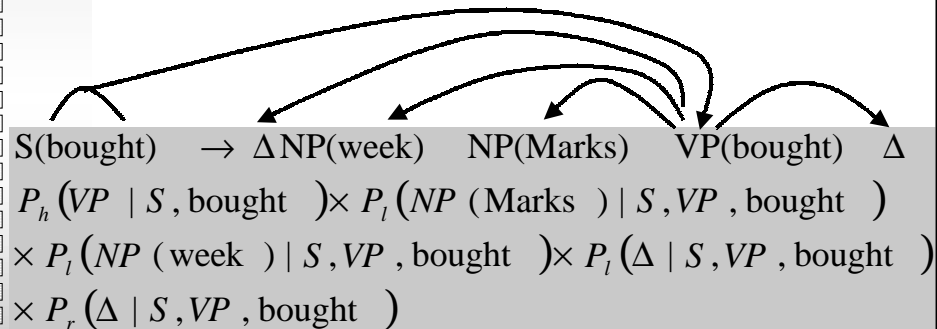 S(bought) → Δ NP(week) NP(Marks) VP(bought) Δ
P_h(VP | S, bought) × P_l(NP(Marks) | S, VP, bought)
× P_l(NP(week) | S, VP, bought) × P_l(Δ | S, VP, bought)
× P_r(Δ | S, VP, bought)